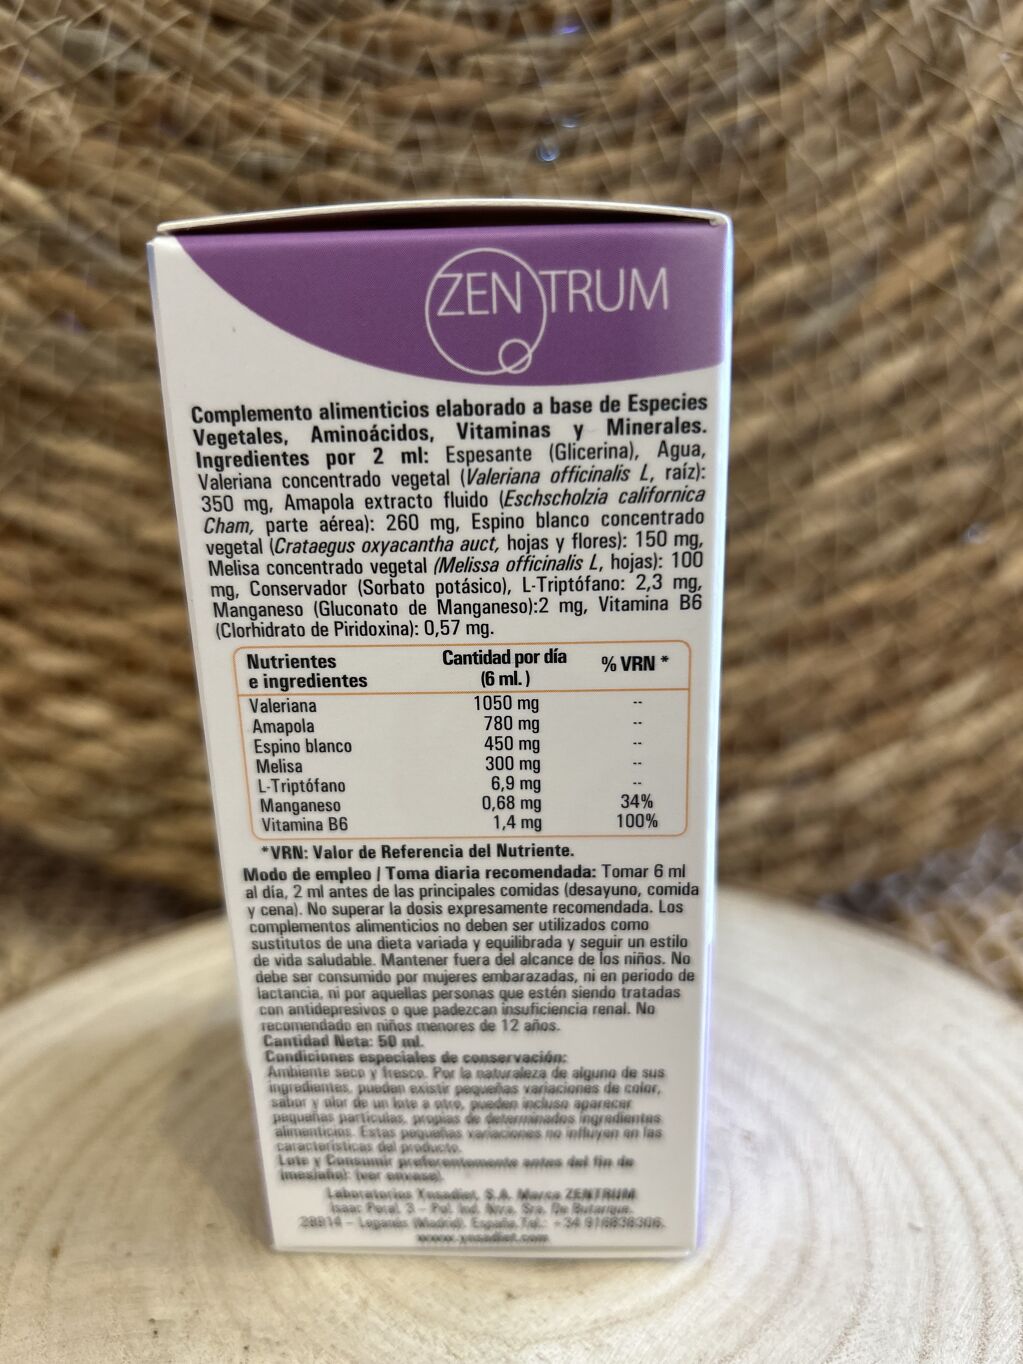 ZENTRUM
Complemento alimenticios elaborado a base de Especies
Vegetales, Aminoácidos, Vitaminas y Minerales.
Ingredientes por 2 ml: Espesante (Glicerina), Agua,
Valeriana concentrado vegetal (Valeriana officinalis L, raíz):
350 mg, Amapola extracto fluido (Eschscholzia californica
Cham, parte aérea): 260 mg, Espino blanco concentrado
vegetal (Crataegus oxyacantha auct, hojas y flores): 150 mg,
Melisa concentrado vegetal (Melissa officinalis L, hojas): 100
mg, Conservador (Sorbato potásico), L-Triptófano: 2,3 mg,
Manganeso (Gluconato de Manganeso):2 mg, Vitamina B6
(Clorhidrato de Piridoxina): 0,57 mg.
Nutrientes e ingredientes Cantidad por día (6 ml.) % VRN *
Valeriana 1050 mg --
Amapola 780 mg --
Espino blanco 450 mg --
Melisa 300 mg --
L-Triptófano 6,9 mg --
Manganeso 0,68 mg 34%
Vitamina B6 1,4 mg 100%
*VRN: Valor de Referencia del Nutriente.
Modo de empleo / Toma diaria recomendada: Tomar 6 ml
al día, 2 ml antes de las principales comidas (desayuno, comida
y cena). No superar la dosis expresamente recomendada. Los
complementos alimenticios no deben ser utilizados como
sustitutos de una dieta variada y equilibrada y seguir un estilo
de vida saludable. Mantener fuera del alcance de los niños. No
debe ser consumido por mujeres embarazadas, ni en periodo de
lactancia, ni por aquellas personas que estén siendo tratadas
con antidepresivos o que padezcan insuficiencia renal. No
recomendado en niños menores de 12 años.
Cantidad Neta: 50 ml.
Condiciones especiales de conservación:
Ambiente seco y fresco. Por la naturaleza de alguno de sus
ingredientes, pueden existir pequeñas variaciones de color,
sabor y olor de un lote a otro, pueden incluso aparecer
pequeñas partículas, propias de determinados ingredientes
alimenticios. Estas pequeñas variaciones no influyen en las
características del producto.
Lote y Consumir preferentemente antes del fin de
(mes/año): (ver envase).
Laboratorios Ynsadiet, S.A. Marca ZENTRUM
Isaac Peral, 3 - Pol. Ind. Ntra. Sra. De Butarque.
28914 - Leganés (Madrid). España. Tel.: +34 916838306.
www.ynsadiet.com